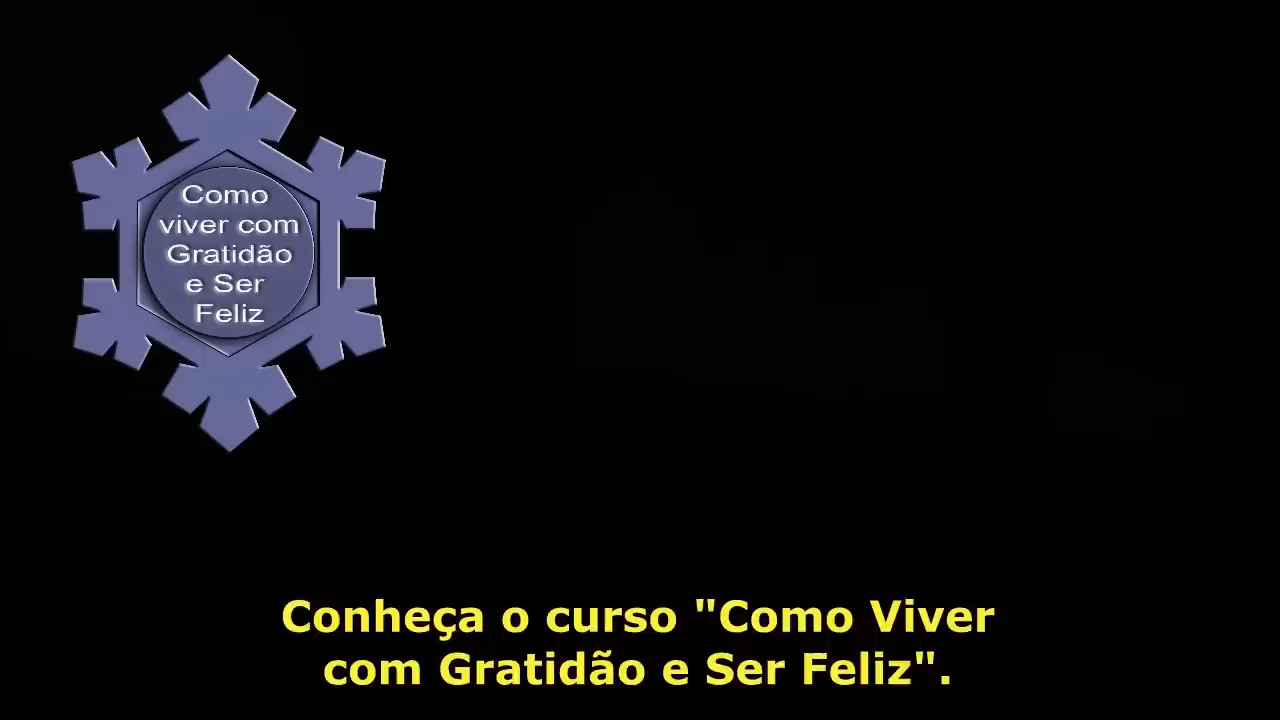 Como
viver com
Gratidão
e Ser
Feliz
Conheça o curso "Como Viver
com Gratidão e Ser Feliz".